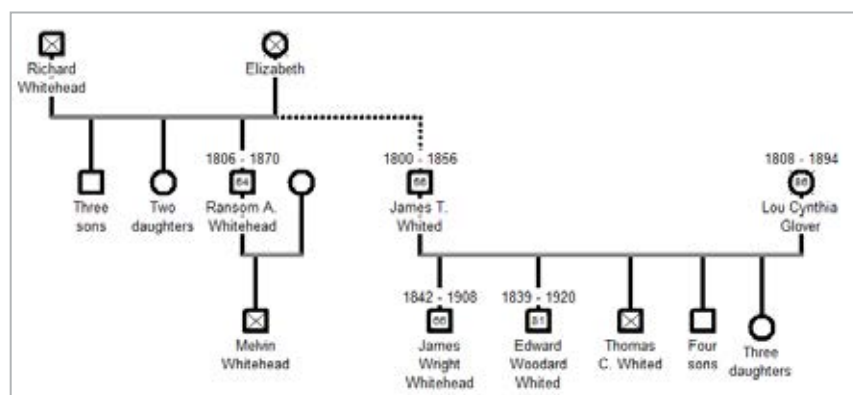 Richard
Whitehead
Elizabeth
1806 - 1870
1800 - 1856
1808 - 1894
64
86
Three
sons
Two
daughters
Ransom A.
Whitehead
James T.
Whited
Lou Cynthia
Glover
1842 - 1908
1839 - 1920
66
81
Melvin
Whitehead
James
Wright
Whitehead
Edward
Woodard
Whited
Thomas
C. Whited
Four
sons
Three
daughters